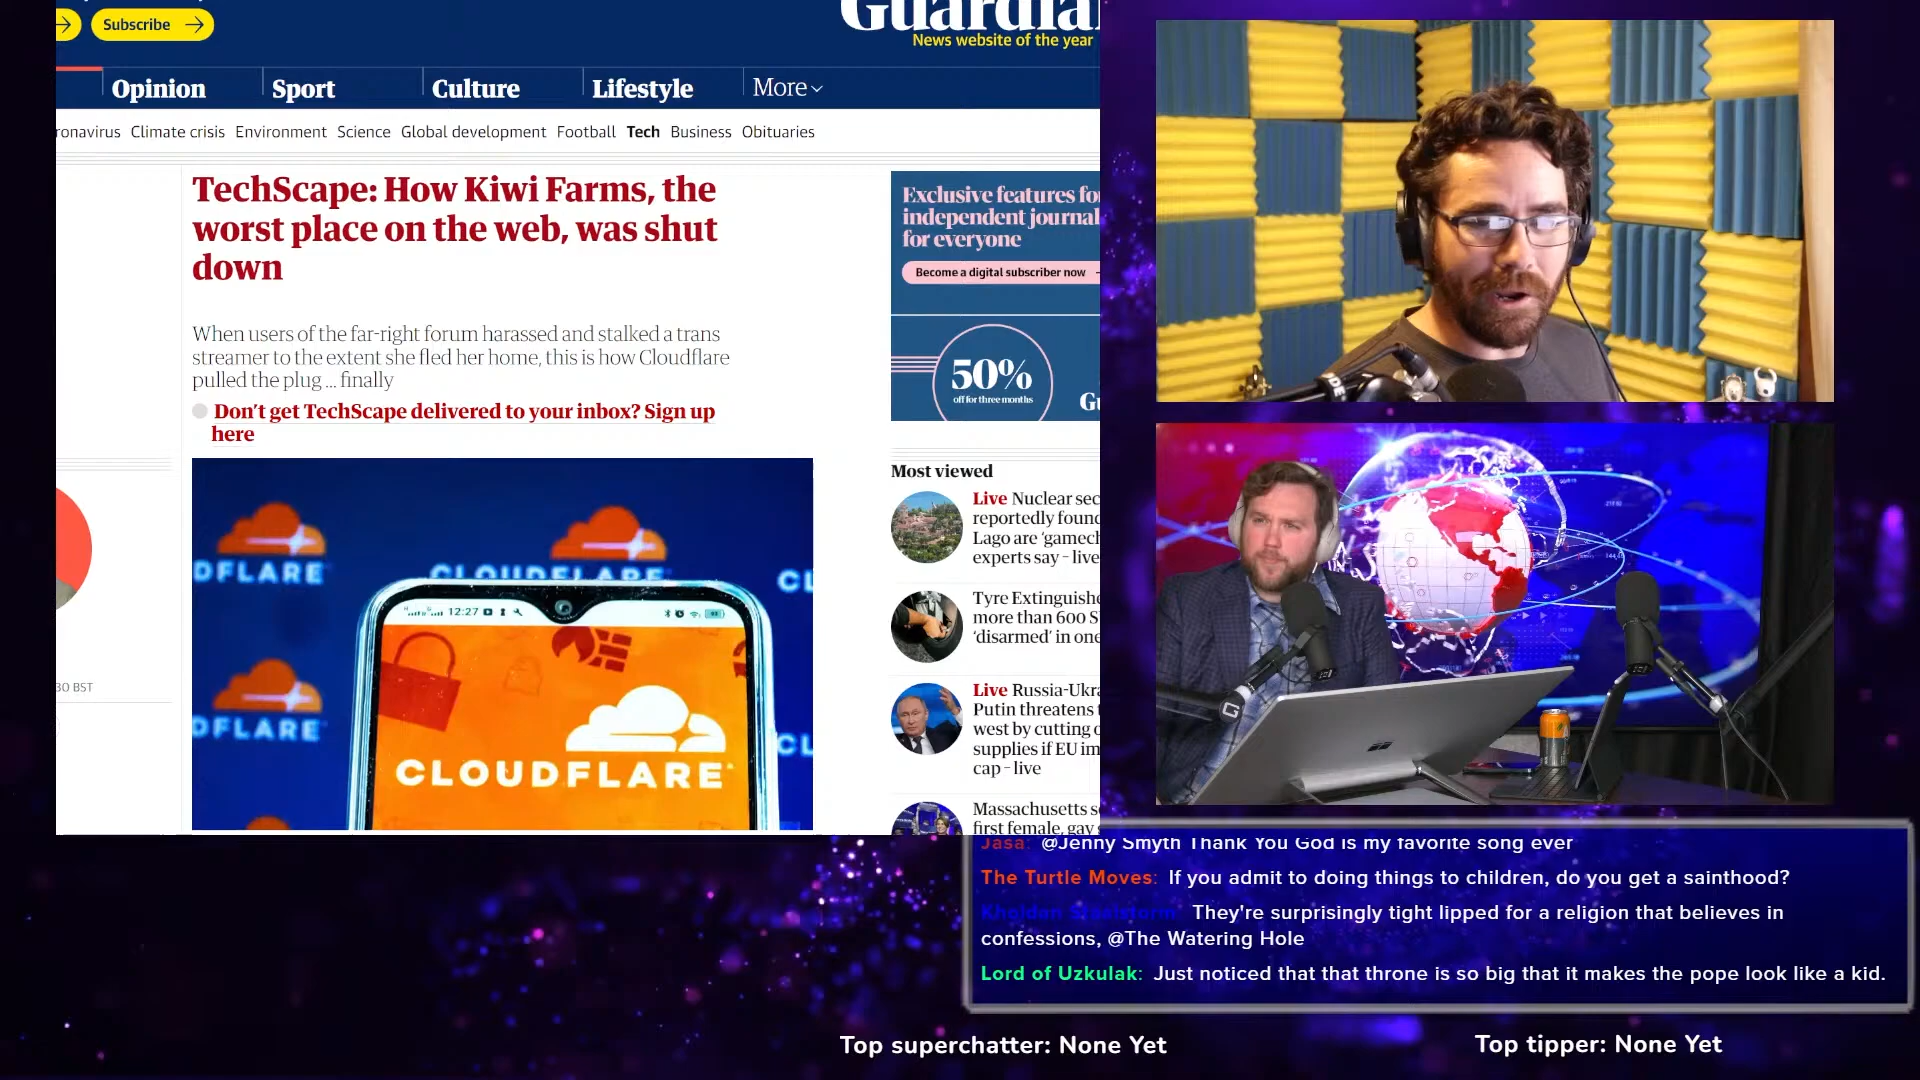 Subscribe
Guardian
News website of the year
Opinion
Sport
Culture
Lifestyle
More
ronavirus Climate crisis Environment Science Global development Football Tech Business Obituaries
TechScape: How Kiwi Farms, the
worst place on the web, was shut
down
When users of the far-right forum harassed and stalked a trans
streamer to the extent she fled her home, this is how Cloudflare
pulled the plug ... finally
Don't get TechScape delivered to your inbox? Sign up
here
30 BST
DFLARE
CLOUDFLARE
CL
12:27
DFLARE
CL
CLOUDFLARE
Exclusive features fo
independent journal
for everyone
Become a digital subscriber now
50%
off for three months
Gu
Most viewed
Live Nuclear sec
reportedly found
Lago are 'gamech
experts say – live
Tyre Extinguishe
more than 600 S
'disarmed' in one
Live Russia-Ukra
Putin threatens t
west by cutting o
supplies if EU im
cap – live
Massachusetts s
first female, gay
G
Jasa: @Jenny Smyth Thank You God is my favorite song ever
The Turtle Moves: If you admit to doing things to children, do you get a sainthood?
They're surprisingly tight lipped for a religion that believes in
confessions, @The Watering Hole
Lord of Uzkulak: Just noticed that that throne is so big that it makes the pope look like a kid.
Top superchatter: None Yet
Top tipper: None Yet